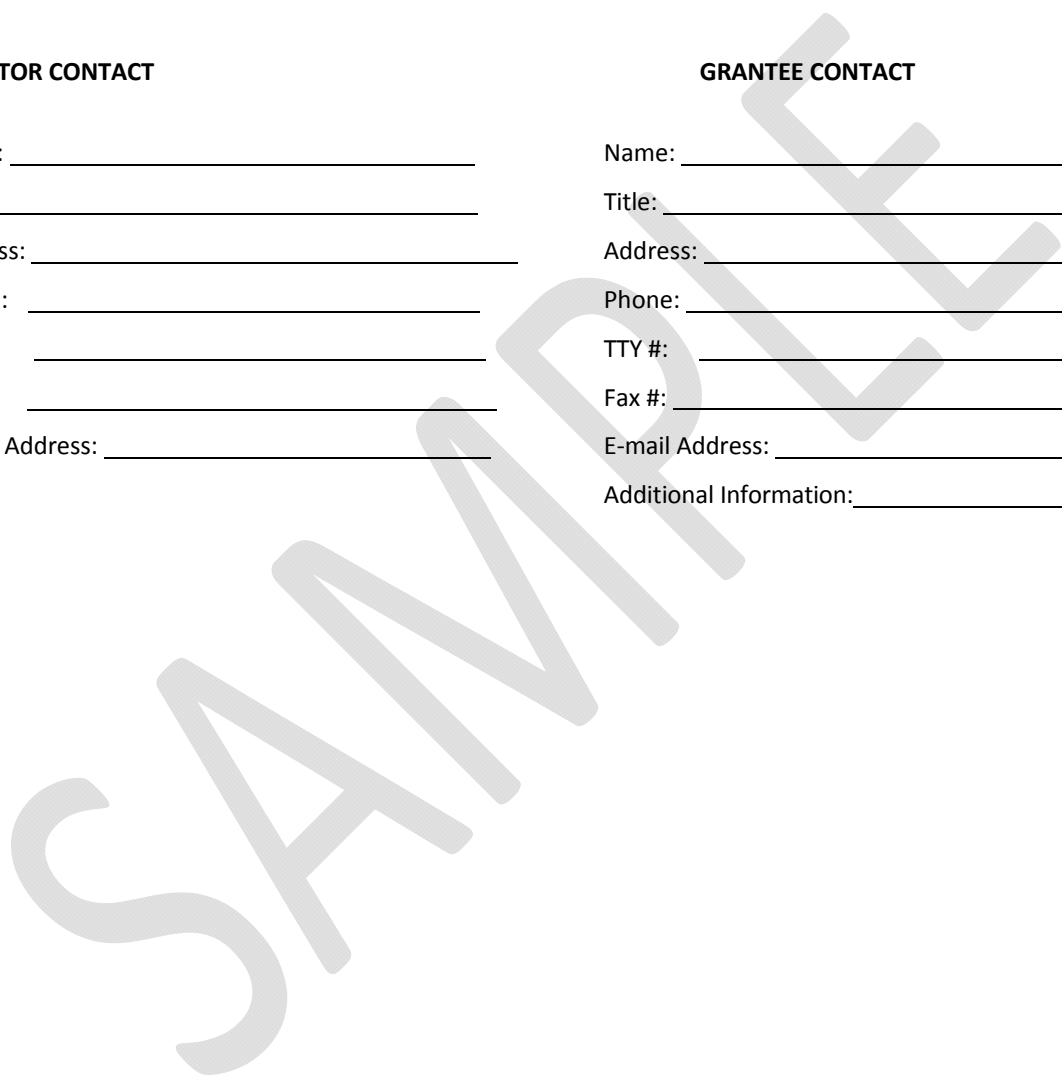 TOR CONTACT
:
ss:
:
Address:
GRANTEE CONTACT
Name:
Title:
Address:
Phone:
TTY #:
Fax #:
E-mail Address:
Additional Information:
SAMPLE